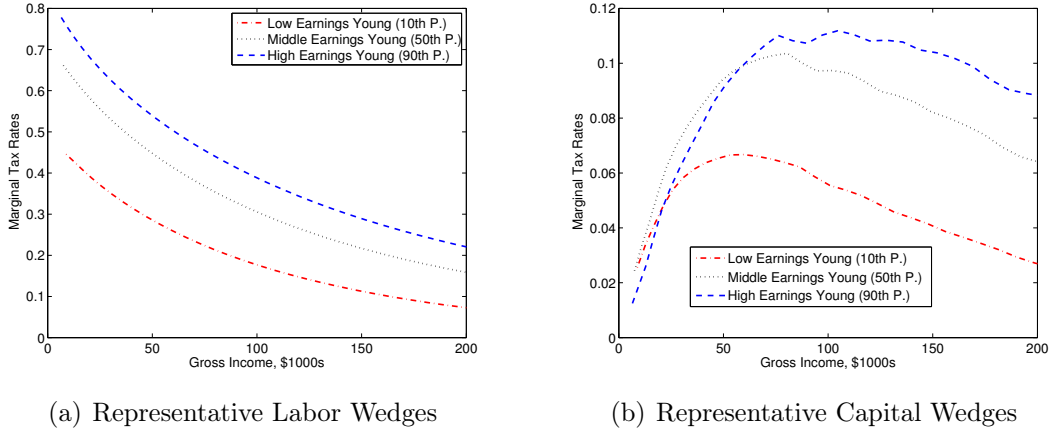 0.8
0.7
0.6
0.5
0.4
0.3
0.2
0.1
0
Marginal Tax Rates
Low Earnings Young (10th P.)
Middle Earnings Young (50th P.)
High Earnings Young (90th P.)
0 50 100 150 200
Gross Income, $1000s
(a) Representative Labor Wedges
0.12
0.1
0.08
0.06
0.04
0.02
0
Marginal Tax Rates
Low Earnings Young (10th P.)
Middle Earnings Young (50th P.)
High Earnings Young (90th P.)
0 50 100 150 200
Gross Income, $1000s
(b) Representative Capital Wedges